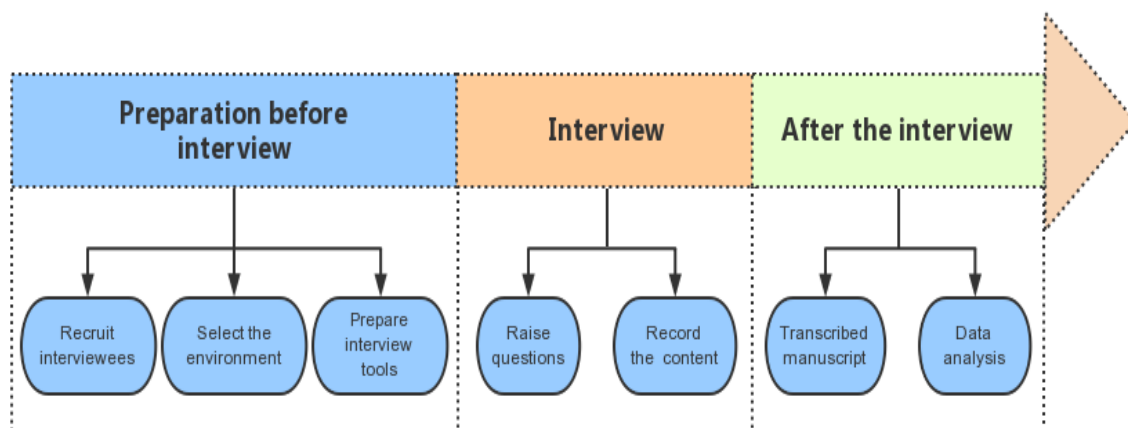 Preparation before
interview
Interview
After the interview
Recruit
interviewees
Select the
environment
Prepare
interview
tools
Raise
questions
Record
the content
Transcribed
manuscript
Data
analysis